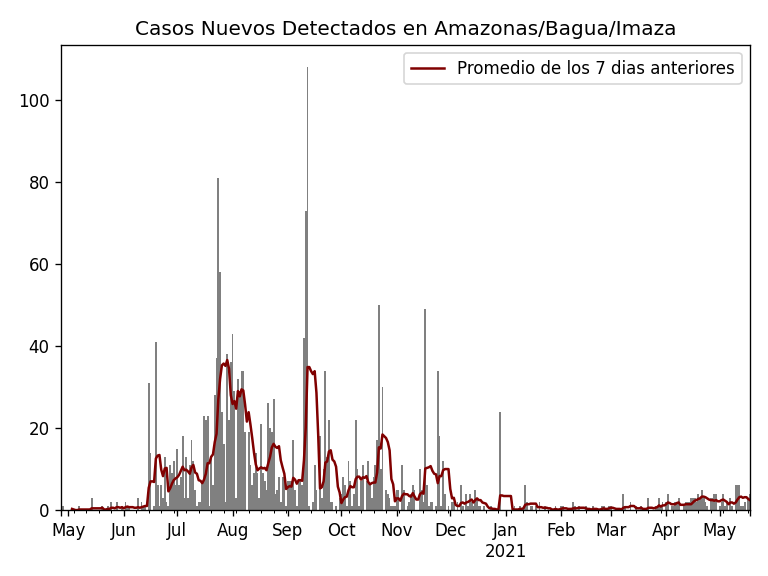 Casos Nuevos Detectados en Amazonas/Bagua/Imaza
Promedio de los 7 dias anteriores
100
80
60
40
20
0
May Jun Jul Aug Sep Oct Nov Dec Jan Feb Mar Apr May
2021